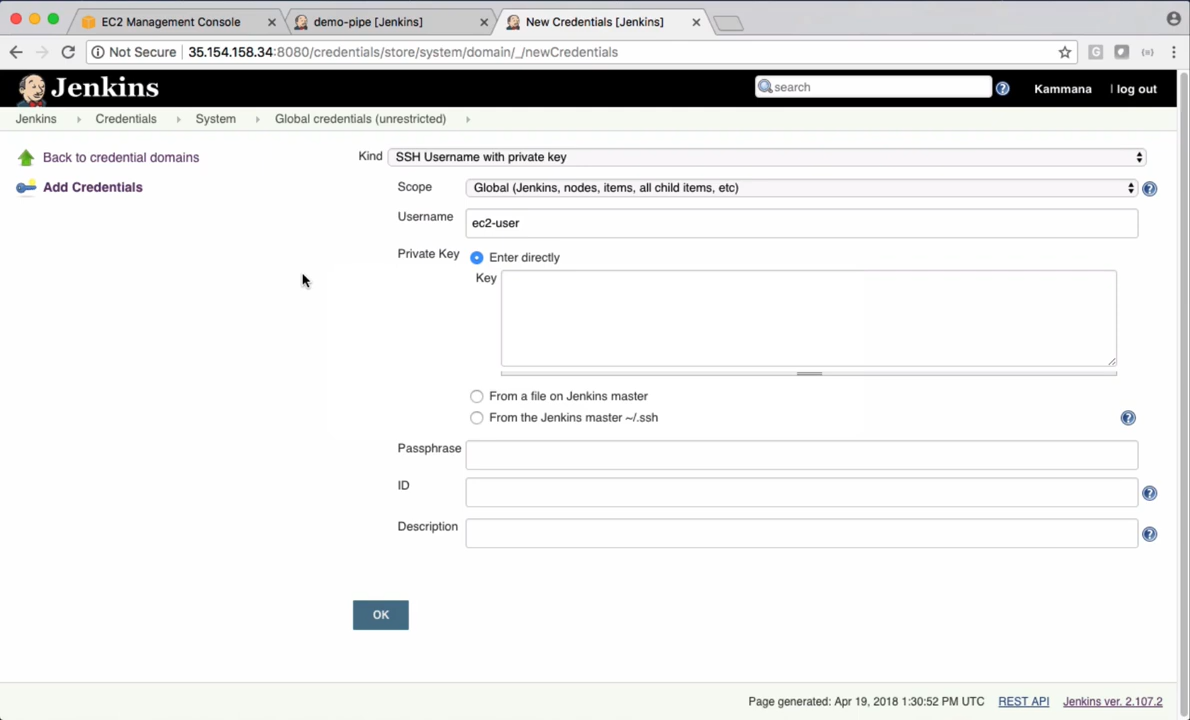 EC2 Management Console
demo-pipe [Jenkins]
New Credentials [Jenkins]
Not Secure 35.154.158.34:8080/credentials/store/system/domain/_/newCredentials
Jenkins
search
Kammana | log out
Jenkins
Credentials
System
Global credentials (unrestricted)
Back to credential domains
Add Credentials
Kind SSH Username with private key
Scope Global (Jenkins, nodes, items, all child items, etc)
Username ec2-user
Private Key Enter directly
Key
From a file on Jenkins master
From the Jenkins master ~/.ssh
Passphrase
ID
Description
OK
Page generated: Apr 19, 2018 1:30:52 PM UTC REST API Jenkins ver. 2.107.2